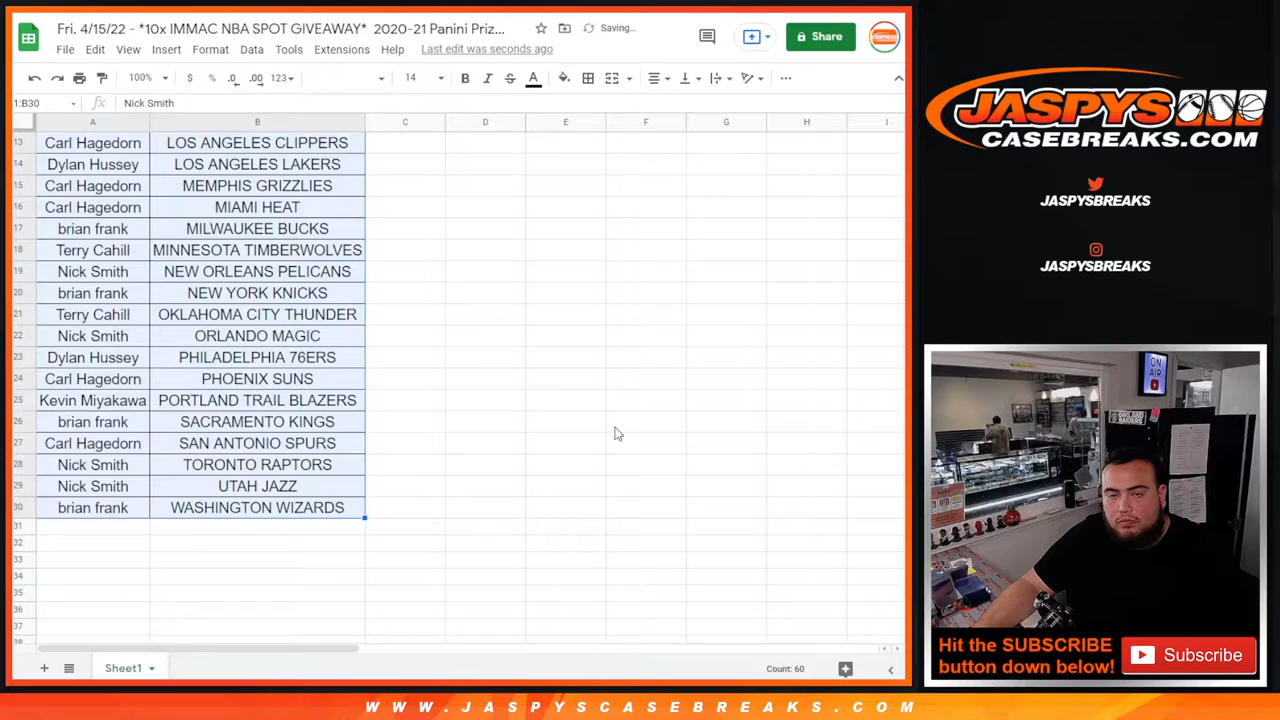 Fri. 4/15/22 - *10x IMMAC NBA SPOT GIVEAWAY* 2020-21 Panini Priz...
Saving...
Share
File Edit View Insert Format Data Tools Extensions Help Last edit was seconds ago
100% $ % .0 .00 123 14 B I S A
1:B30 fx Nick Smith
A B C D E F G H I
13 Carl Hagedorn LOS ANGELES CLIPPERS
14 Dylan Hussey LOS ANGELES LAKERS
15 Carl Hagedorn MEMPHIS GRIZZLIES
16 Carl Hagedorn MIAMI HEAT
17 brian frank MILWAUKEE BUCKS
18 Terry Cahill MINNESOTA TIMBERWOLVES
19 Nick Smith NEW ORLEANS PELICANS
20 brian frank NEW YORK KNICKS
21 Terry Cahill OKLAHOMA CITY THUNDER
22 Nick Smith ORLANDO MAGIC
23 Dylan Hussey PHILADELPHIA 76ERS
24 Carl Hagedorn PHOENIX SUNS
25 Kevin Miyakawa PORTLAND TRAIL BLAZERS
26 brian frank SACRAMENTO KINGS
27 Carl Hagedorn SAN ANTONIO SPURS
28 Nick Smith TORONTO RAPTORS
29 Nick Smith UTAH JAZZ
30 brian frank WASHINGTON WIZARDS
31
32
33
34
35
36
37
38
Sheet1
Count: 60
JASPYS
CASEBREAKS.COM
JASPYSBREAKS
JASPYSBREAKS
ON
AIR
Hit the SUBSCRIBE
button down below!
Subscribe
WWW.JASPYSCASEBREAKS.COM